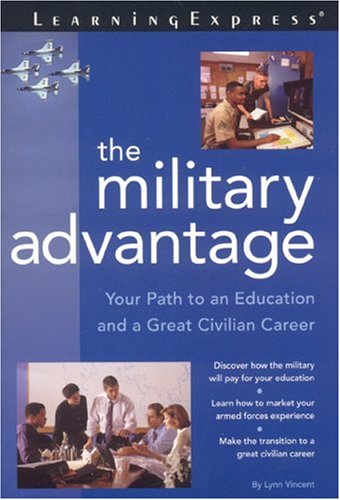 LEARNINGEXPRESS®
the
military
advantage
Your Path to an Education
and a Great Civilian Career
Discover how the military
will pay for your education
Learn how to market your
armed forces experience
Make the transition to a
great civilian career
By Lynn Vincent